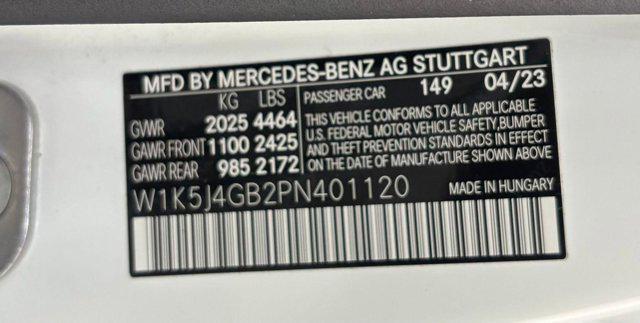 MFD BY MERCEDES-BENZ AG STUTTGART
KG LBS
GVWR 2025 4464
GAWR FRONT 1100 2425
GAWR REAR 985 2172
PASSENGER CAR 149 04/23
THIS VEHICLE CONFORMS TO ALL APPLICABLE
U.S. FEDERAL MOTOR VEHICLE SAFETY, BUMPER
AND THEFT PREVENTION STANDARDS IN EFFECT
ON THE DATE OF MANUFACTURE SHOWN ABOVE
W1K5J4GB2PN401120
MADE IN HUNGARY